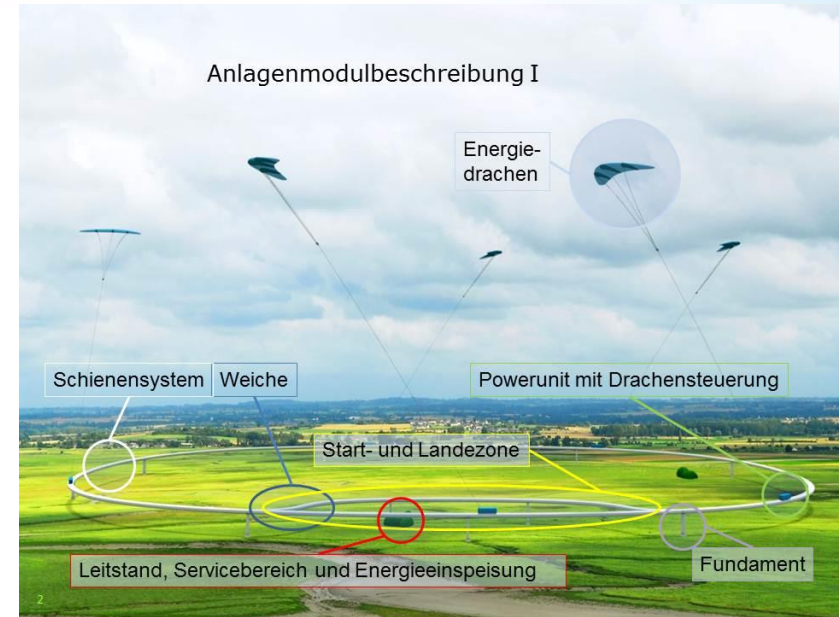 Anlagenmodulbeschreibung I
Energie-
drachen
Schienensystem
Weiche
Powerunit mit Drachensteuerung
Start- und Landezone
Leitstand, Servicebereich und Energieeinspeisung
Fundament
2